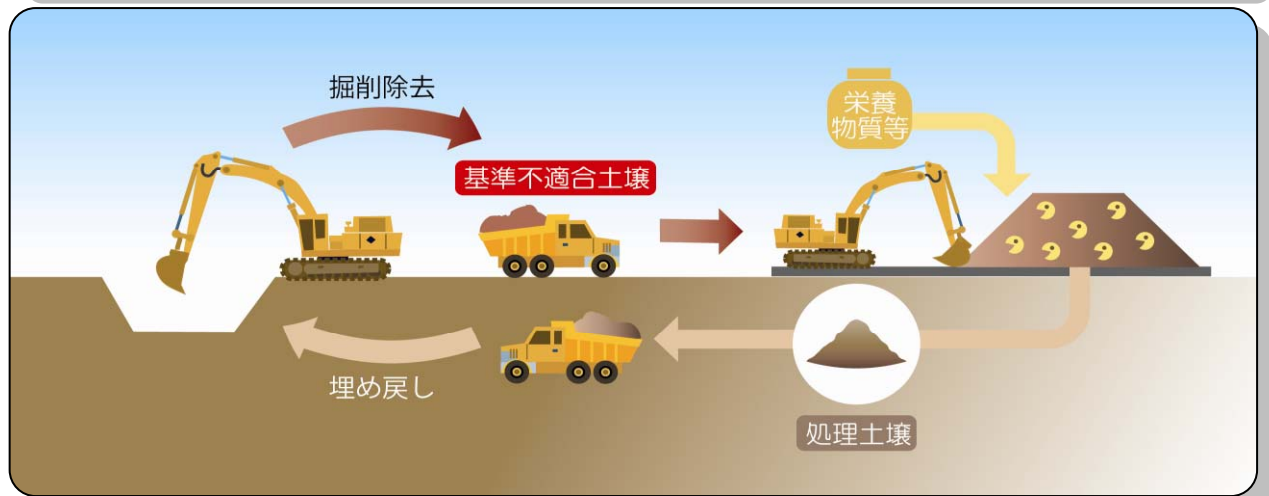 掘削除去
栄養
物質等
基準不適合土壌
埋め戻し
処理土壌